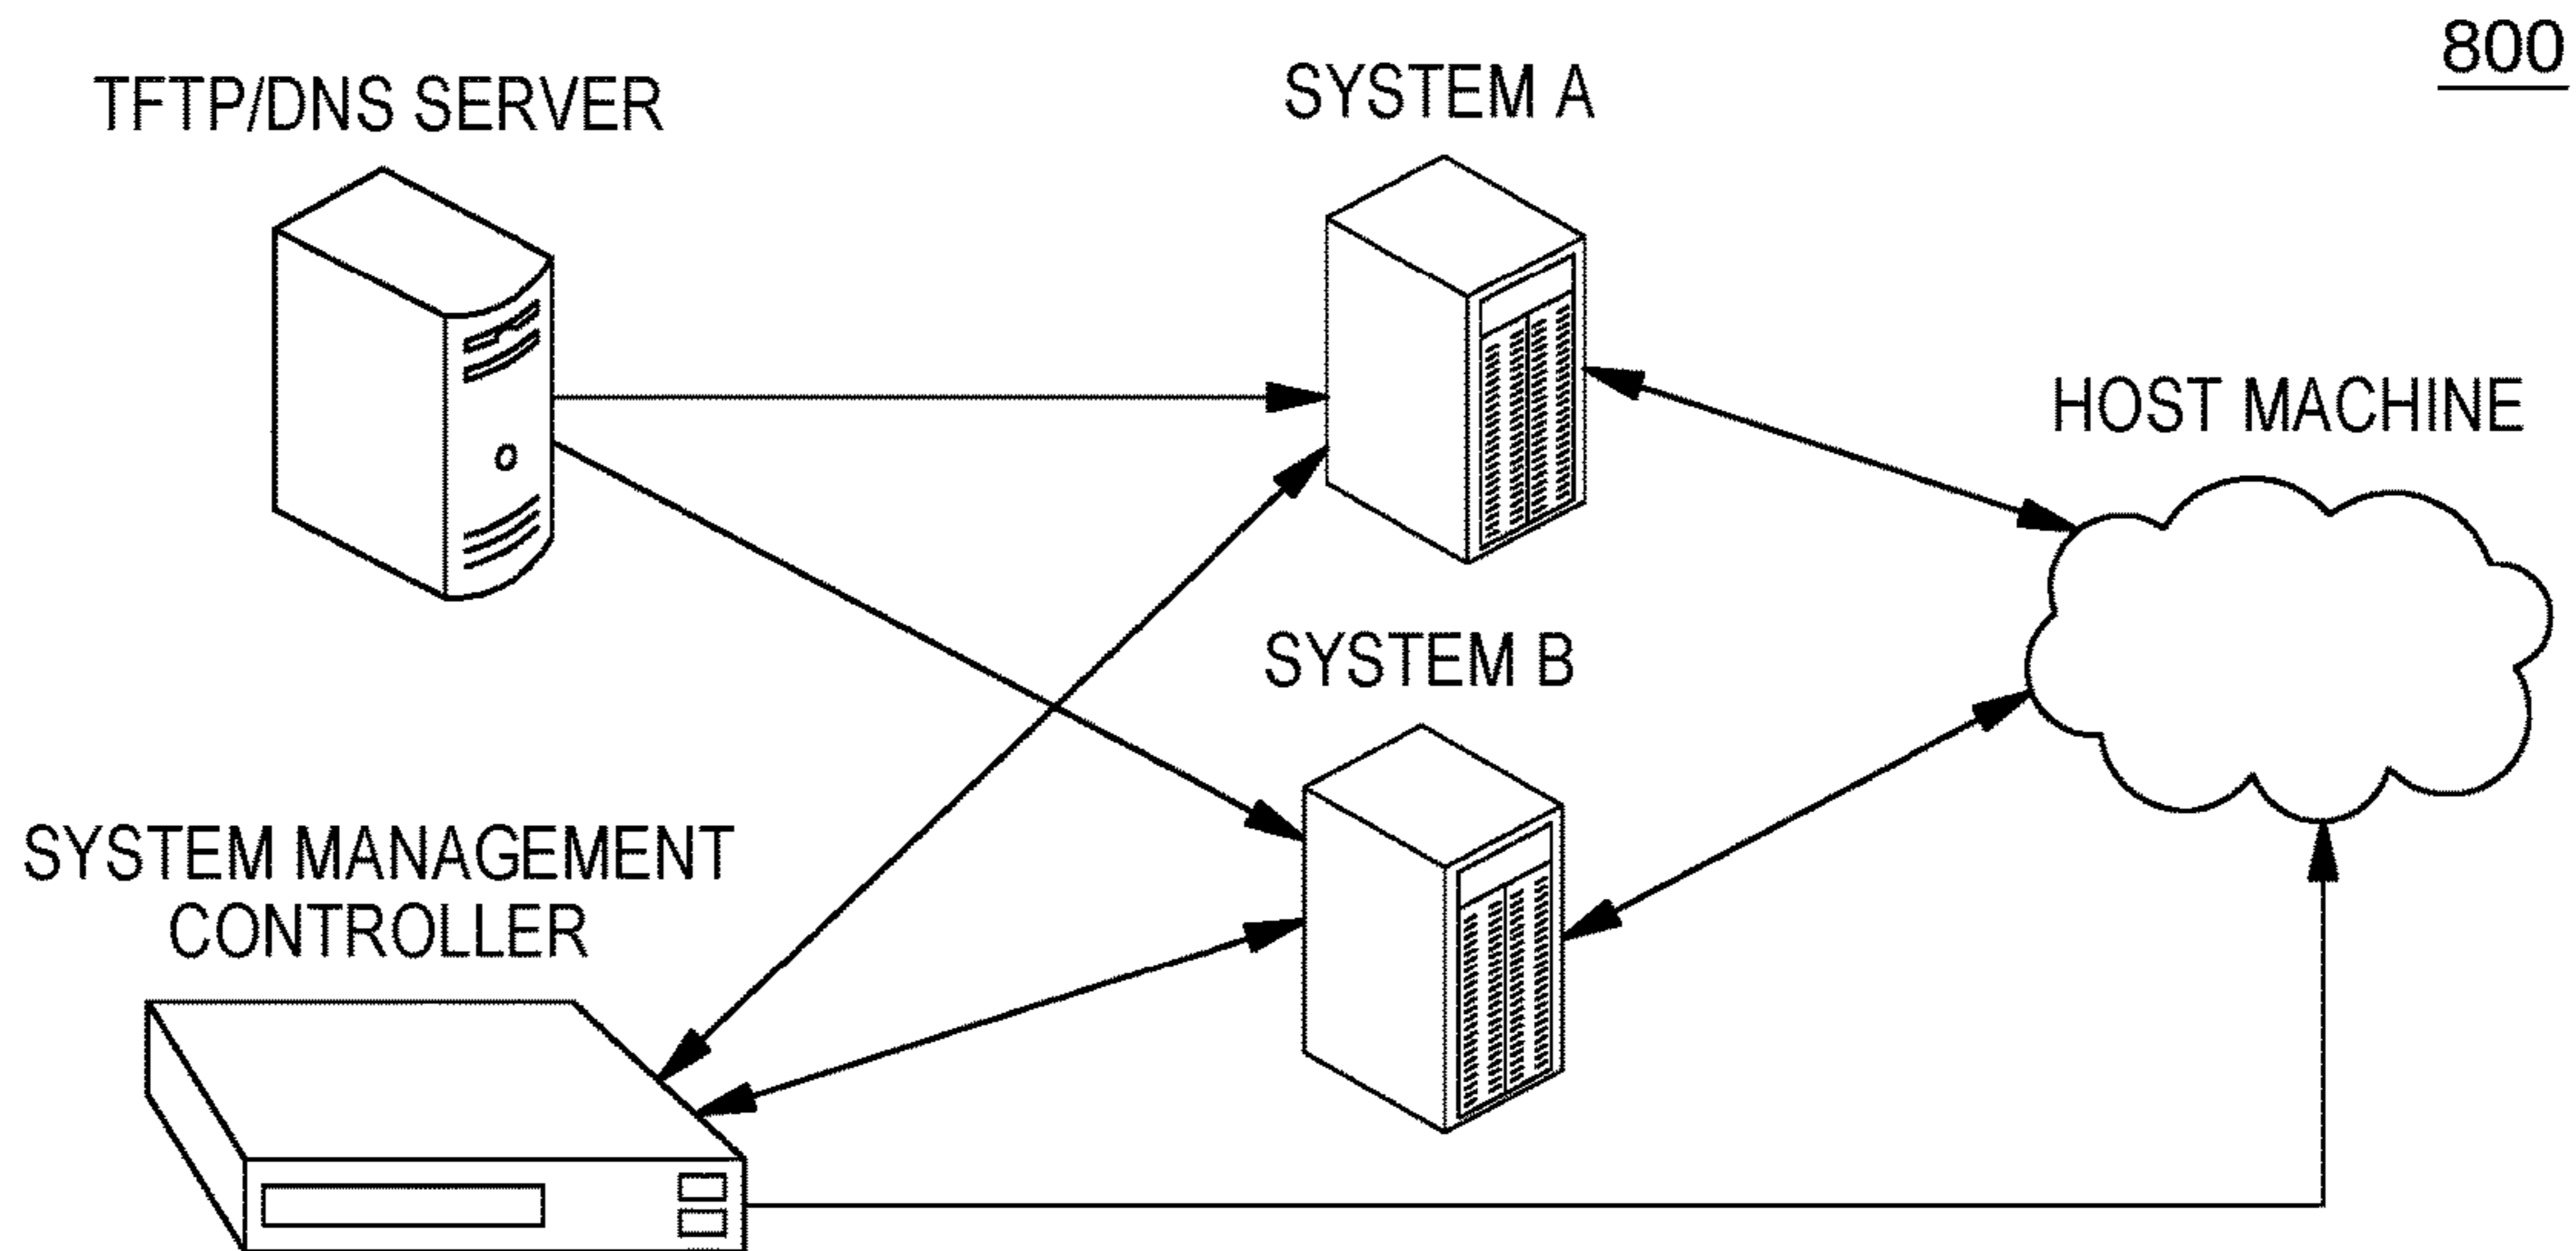 800
TFTP/DNS SERVER
SYSTEM A
HOST MACHINE
SYSTEM B
SYSTEM MANAGEMENT
CONTROLLER